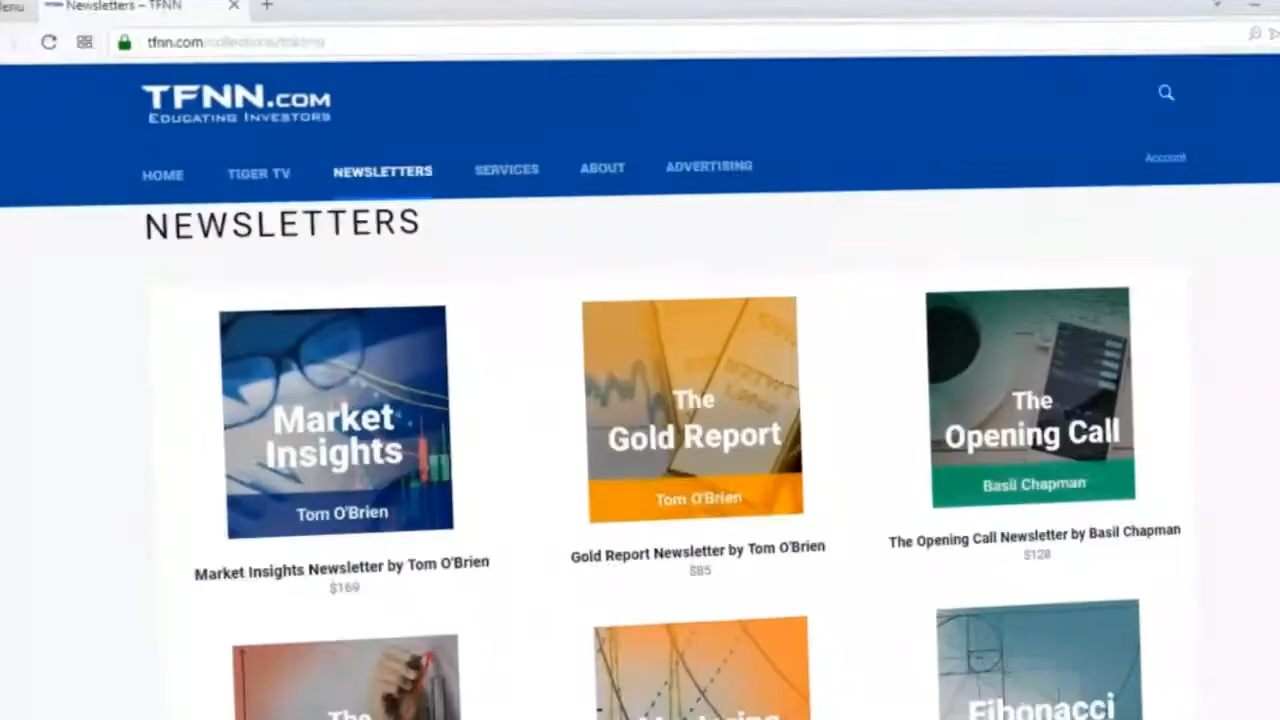 Newsletters – TFNN
tfnn.com
TFNN.COM
EDUCATING INVESTORS
Account
HOME TIGER TV NEWSLETTERS SERVICES ABOUT ADVERTISING
NEWSLETTERS
Market
Insights
Tom O'Brien
Market Insights Newsletter by Tom O'Brien
$169
The
Gold Report
Tom O'Brien
Gold Report Newsletter by Tom O'Brien
$85
The
Opening Call
Basil Chapman
The Opening Call Newsletter by Basil Chapman
$128
The
Fibonacci